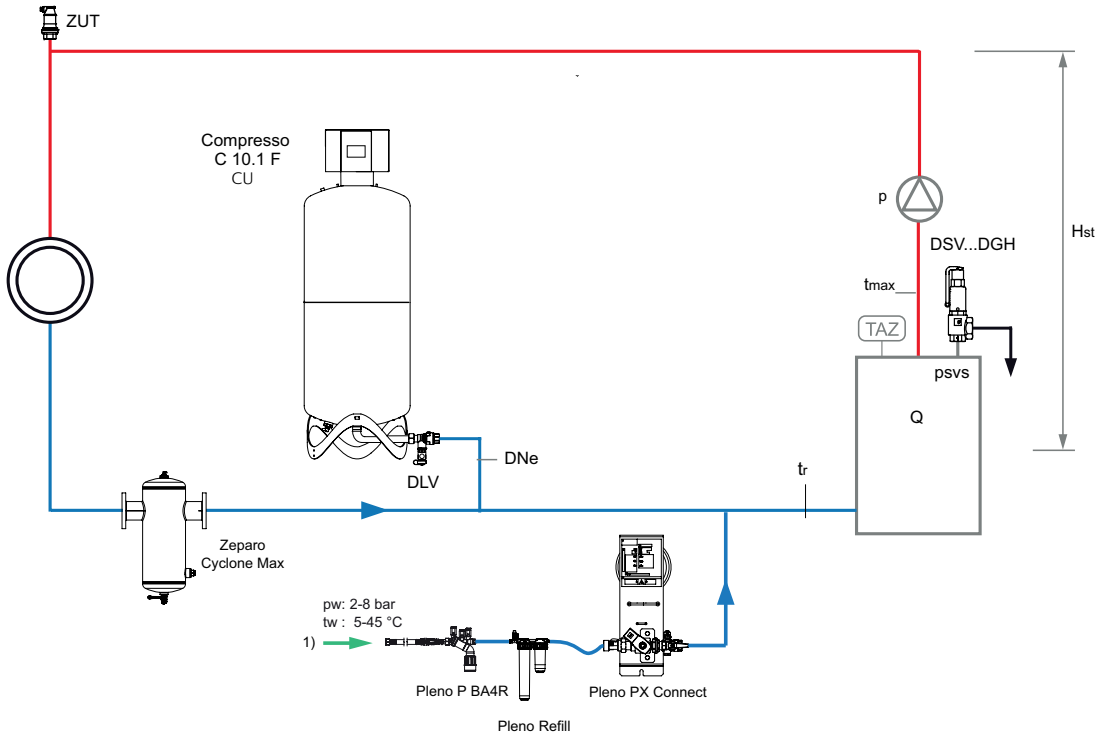 ZUT
Compresso
C 10.1 F
CU
p
Hst
DSV...DGH
tmax
TAZ
psvs
Q
DNe
DLV
tr
Zeparo
Cyclone Max
pw: 2-8 bar
tw : 5-45 °C
1)
Pleno P BA4R
Pleno PX Connect
Pleno Refill